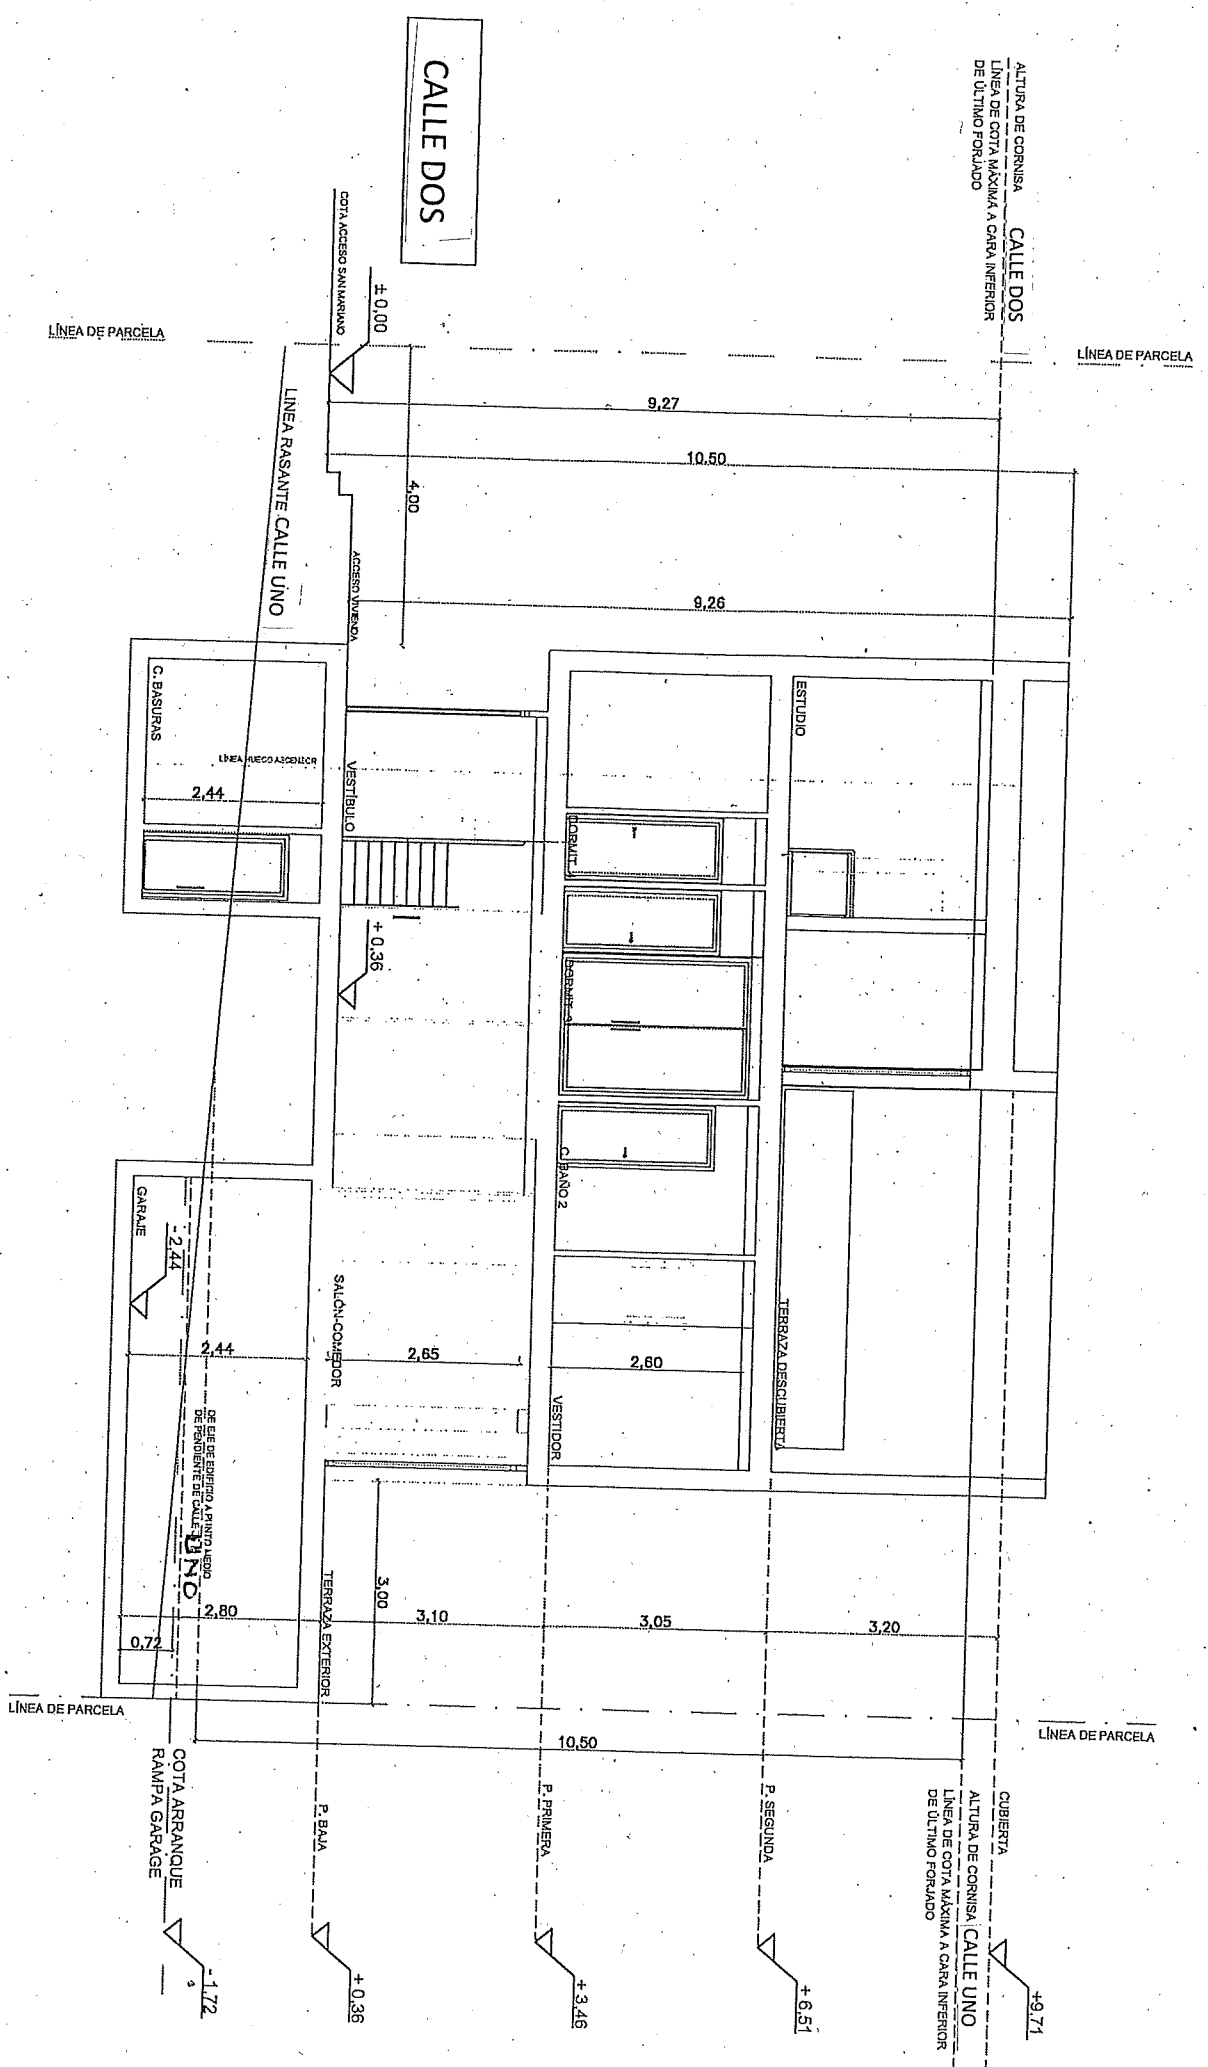 CALLE DOS
ALTURA DE CORNISA CALLE DOS
LÍNEA DE COTA MÁXIMA A CARA INFERIOR
DE ÚLTIMO FORJADO
COTA ACCESO SAN MARIANO
± 0,00
LÍNEA DE PARCELA
LÍNEA DE PARCELA
9,27
10,50
4,00
9,26
LINEA RASANTE CALLE UNO
ACCESO VIVIENDA
C. BASURAS
LÍNEA HUECO ASCENSOR
2,44
VESTÍBULO
ESTUDIO
DORMIT.
+ 0,36
C. BAÑO 2
GARAJE
- 2,44
2,44
SALÓN-COMEDOR
2,65
2,60
VESTIDOR
TERRAZA DESCUBIERTA
DE EJE DE EDIFICIO A PUNTO MEDIO
DE PENDIENTE DE CALLE UNO
TERRAZA EXTERIOR
3,00
2,80
3,10
3,05
3,20
0,72
LÍNEA DE PARCELA
LÍNEA DE PARCELA
10,50
COTA ARRANQUE
RAMPA GARAGE
- 1,72
P. BAJA
+ 0,36
P. PRIMERA
+ 3,46
P. SEGUNDA
+ 6,51
CUBIERTA
+9,71
ALTURA DE CORNISA CALLE UNO
LÍNEA DE COTA MÁXIMA A CARA INFERIOR
DE ÚLTIMO FORJADO